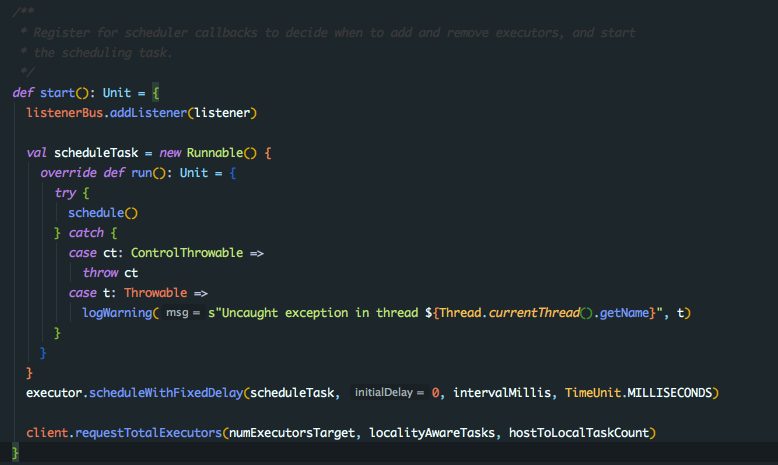 /**
 * Register for scheduler callbacks to decide when to add and remove executors, and start
 * the scheduling task.
 */
def start(): Unit = {
  listenerBus.addListener(listener)
  val scheduleTask = new Runnable() {
    override def run(): Unit = {
      try {
        schedule()
      } catch {
        case ct: ControlThrowable =>
          throw ct
        case t: Throwable =>
          logWarning( msg = s"Uncaught exception in thread ${Thread.currentThread().getName}", t)
      }
    }
  }
  executor.scheduleWithFixedDelay(scheduleTask, initialDelay = 0, intervalMillis, TimeUnit.MILLISECONDS)
  client.requestTotalExecutors(numExecutorsTarget, localityAwareTasks, hostToLocalTaskCount)
}